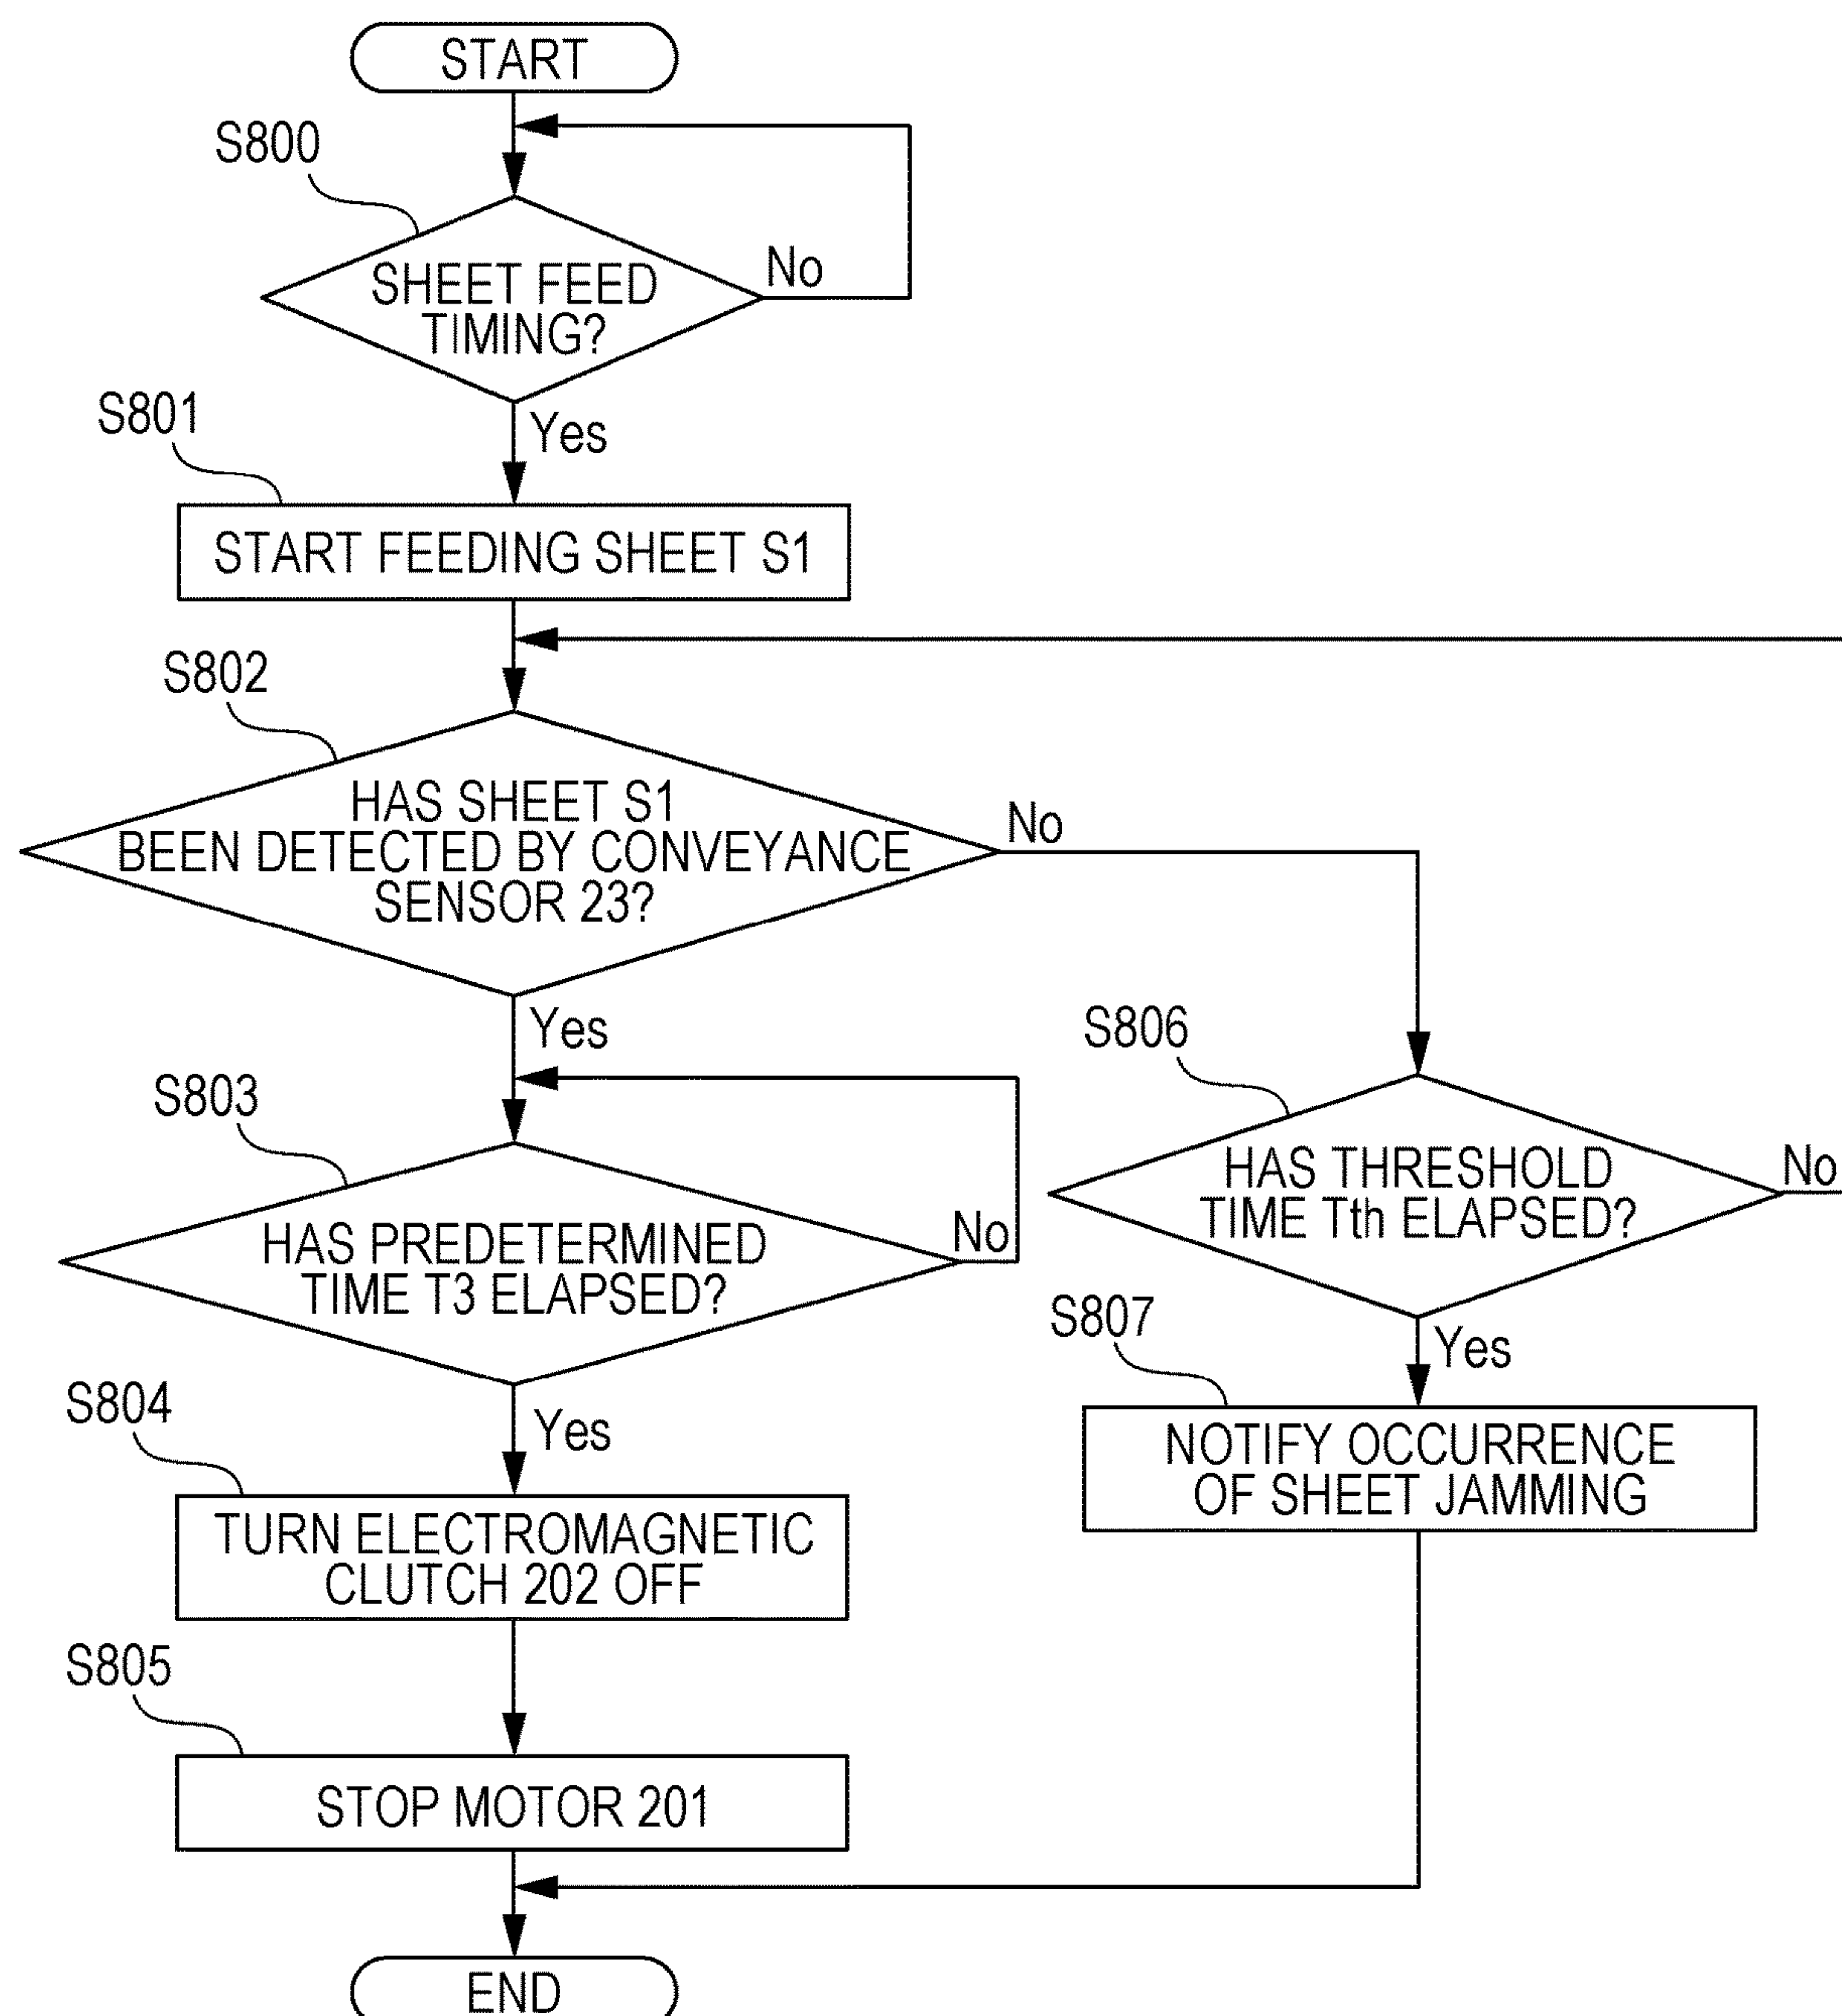 START
S800
SHEET FEED
TIMING?
No
Yes
S801
START FEEDING SHEET S1
S802
HAS SHEET S1
BEEN DETECTED BY CONVEYANCE
SENSOR 23?
No
Yes
S803
HAS PREDETERMINED
TIME T3 ELAPSED?
No
Yes
S804
TURN ELECTROMAGNETIC
CLUTCH 202 OFF
S805
STOP MOTOR 201
S806
HAS THRESHOLD
TIME Tth ELAPSED?
No
Yes
S807
NOTIFY OCCURRENCE
OF SHEET JAMMING
END